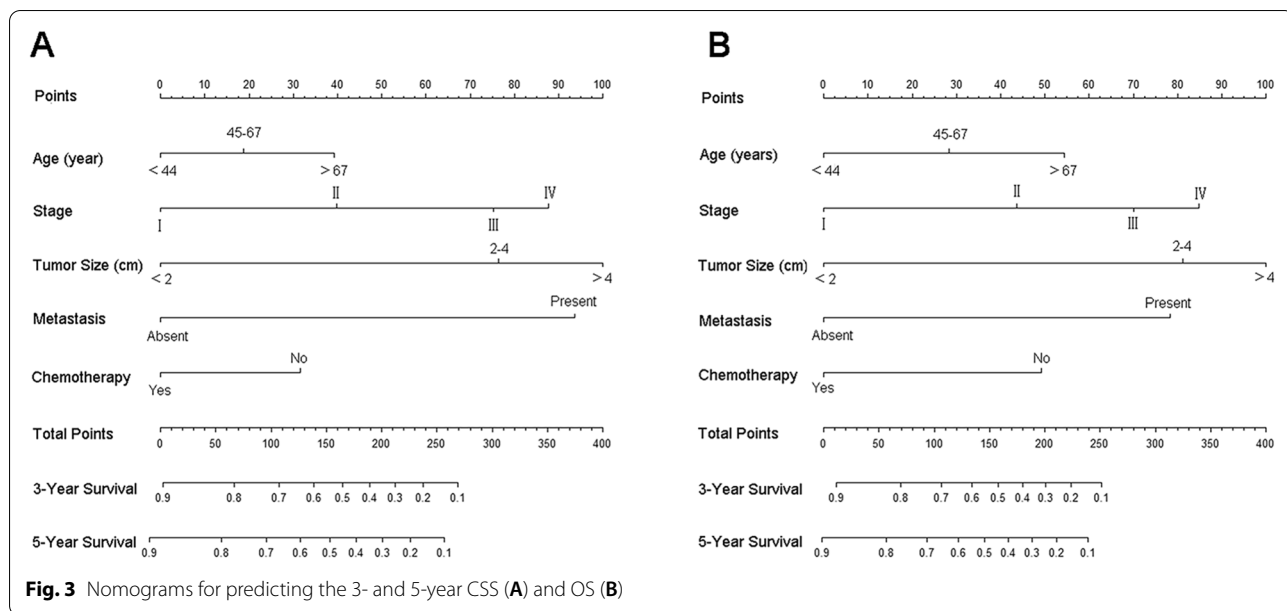 A
Points
0 10 20 30 40 50 60 70 80 90 100
45-67
Age (year)
< 44 > 67
II IV
Stage
I III
2-4
Tumor Size (cm)
< 2 > 4
Present
Metastasis
Absent
No
Chemotherapy
Yes
Total Points
0 50 100 150 200 250 300 350 400
3-Year Survival
0.9 0.8 0.7 0.6 0.5 0.4 0.3 0.2 0.1
5-Year Survival
0.9 0.8 0.7 0.6 0.5 0.4 0.3 0.2 0.1
B
Points
0 10 20 30 40 50 60 70 80 90 100
45-67
Age (years)
< 44 > 67
II IV
Stage
I III
2-4
Tumor Size (cm)
< 2 > 4
Present
Metastasis
Absent
No
Chemotherapy
Yes
Total Points
0 50 100 150 200 250 300 350 400
3-Year Survival
0.9 0.8 0.7 0.6 0.5 0.4 0.3 0.2 0.1
5-Year Survival
0.9 0.8 0.7 0.6 0.5 0.4 0.3 0.2 0.1
Fig. 3 Nomograms for predicting the 3- and 5-year CSS (A) and OS (B)